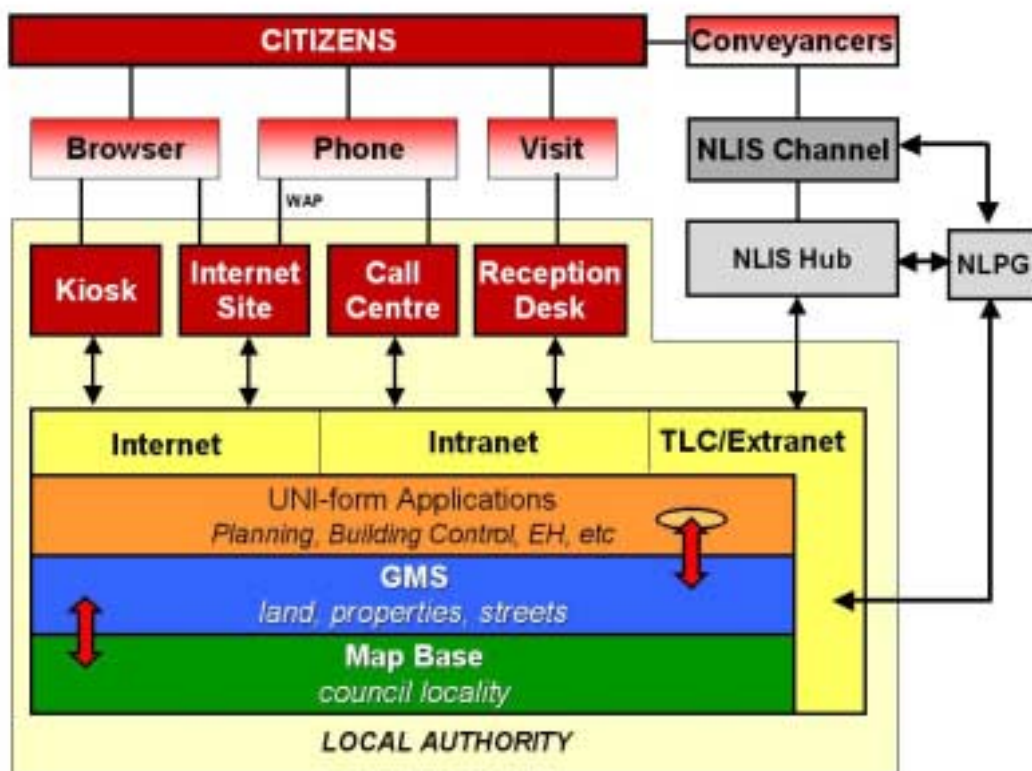 CITIZENS
Conveyancers
Browser
Phone
Visit
NLIS Channel
WAP
Kiosk
Internet
Site
Call
Centre
Reception
Desk
NLIS Hub
NLPG
Internet
Intranet
TLC/Extranet
UNI-form Applications
Planning, Building Control, EH, etc
GMS
land, properties, streets
Map Base
council locality
LOCAL AUTHORITY